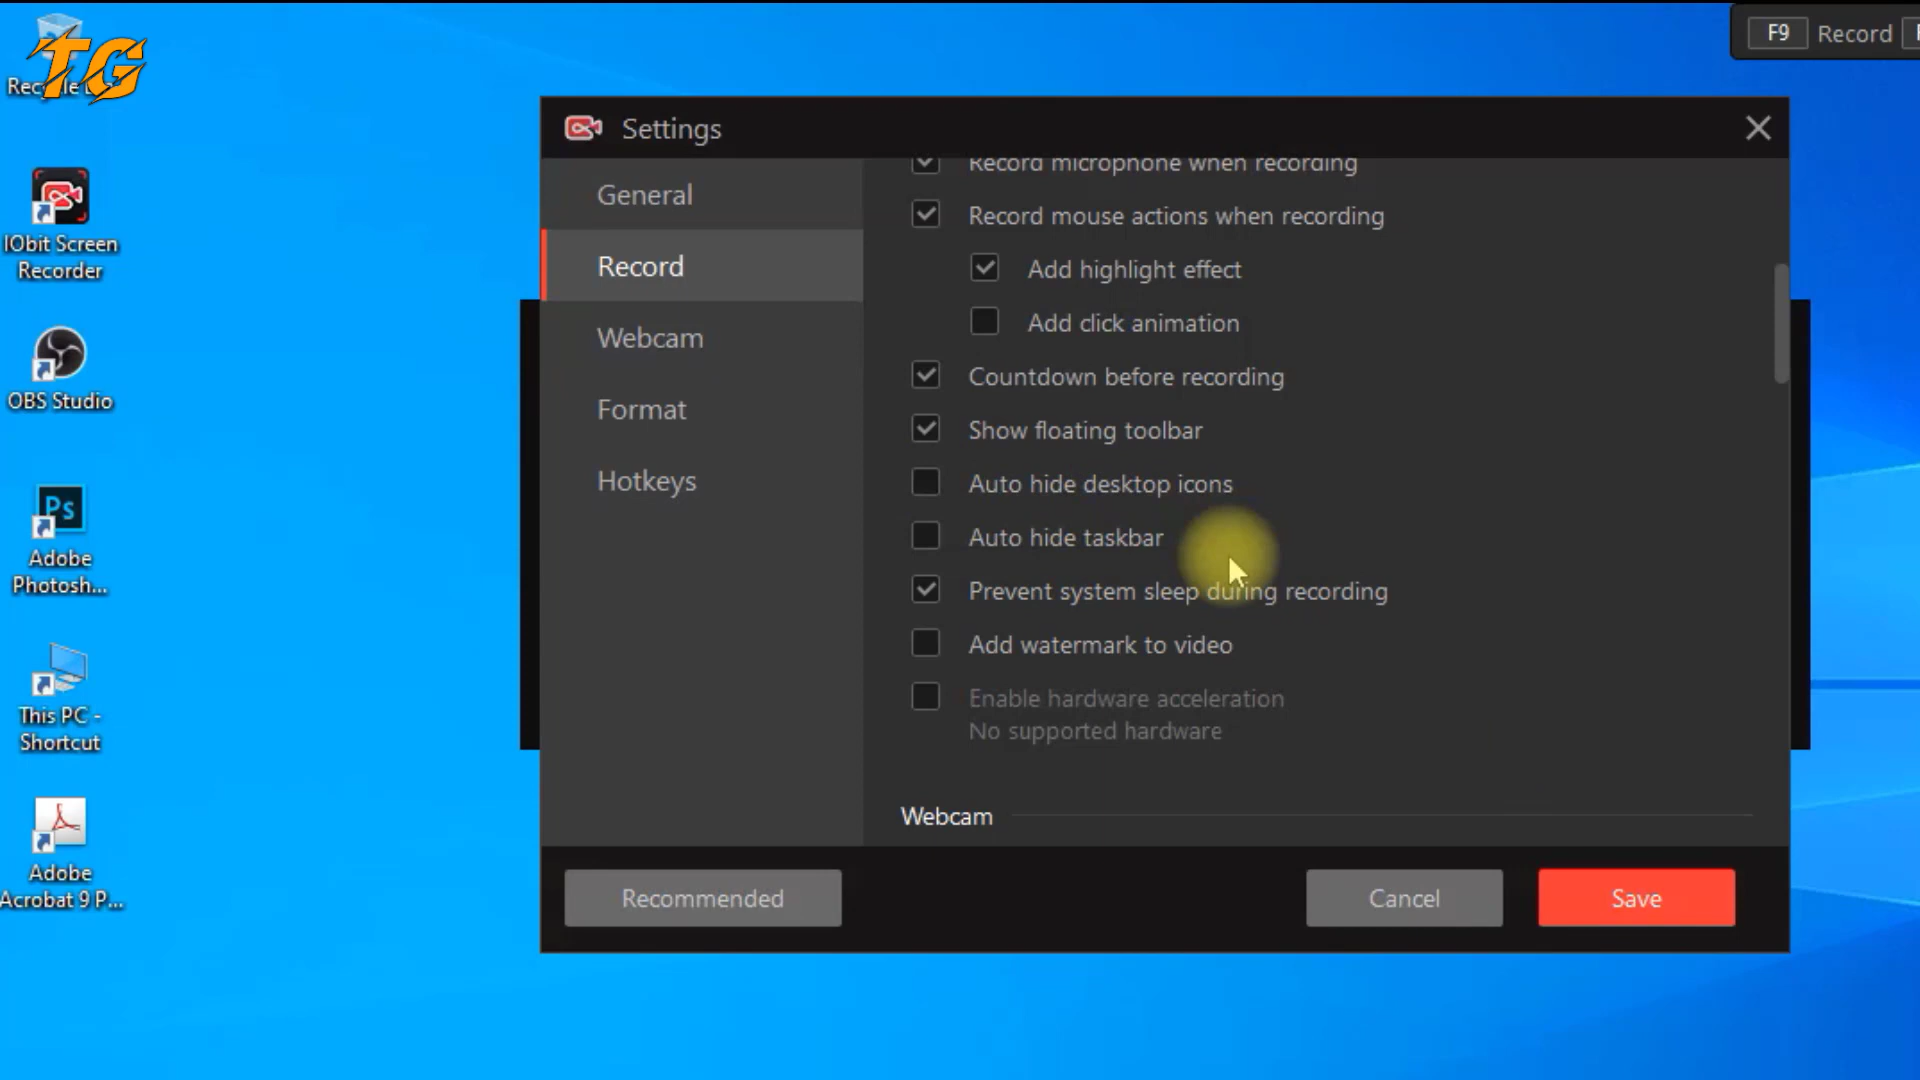 TG
Recycle
F9 Record
Settings
General
Record
Webcam
Format
Hotkeys
Record microphone when recording
Record mouse actions when recording
Add highlight effect
Add click animation
Countdown before recording
Show floating toolbar
Auto hide desktop icons
Auto hide taskbar
Prevent system sleep during recording
Add watermark to video
Enable hardware acceleration
No supported hardware
Webcam
Recommended
Cancel
Save
IObit Screen
Recorder
OBS Studio
Ps
Adobe
Photosh...
This PC -
Shortcut
Adobe
Acrobat 9 P...